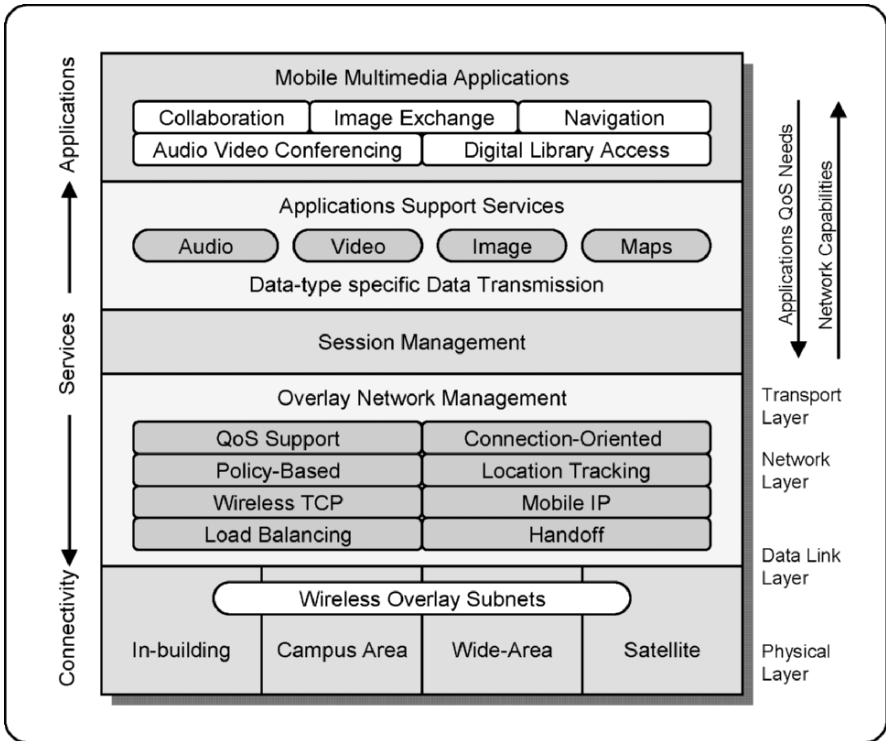 Mobile Multimedia Applications
Collaboration
Image Exchange
Navigation
Audio Video Conferencing
Digital Library Access
Applications Support Services
Audio
Video
Image
Maps
Data-type specific Data Transmission
Session Management
Overlay Network Management
QoS Support
Connection-Oriented
Policy-Based
Location Tracking
Wireless TCP
Mobile IP
Load Balancing
Handoff
Wireless Overlay Subnets
In-building
Campus Area
Wide-Area
Satellite
Applications
Services
Connectivity
Applications QoS Needs
Network Capabilities
Transport
Layer
Network
Layer
Data Link
Layer
Physical
Layer